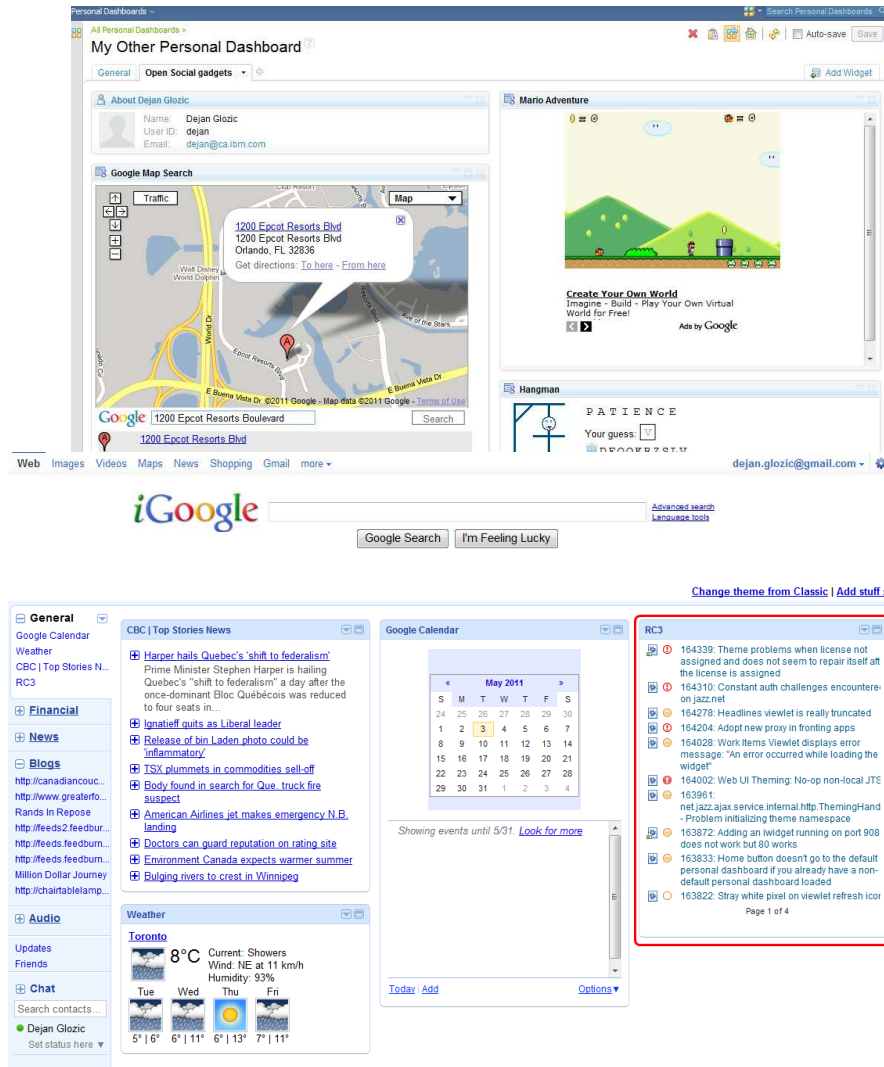 Personal Dashboards
Search Personal Dashboards
All Personal Dashboards >
My Other Personal Dashboard
Auto-save
Save
General
Open Social gadgets
Add Widget
About Dejan Glozic
Name: Dejan Glozic
User ID: dejan
Email: dejan@ca.ibm.com
Google Map Search
Traffic
Map
1200 Epcot Resorts Blvd
1200 Epcot Resorts Blvd
Orlando, FL 32836
Get directions: To here - From here
Walt Disney
World Dolphin
World Dr
Epcot Resorts Blvd
Ave of the Stars
E Buena Vista Dr
E Buena Vista Dr
©2011 Google - Map data ©2011 Google - Terms of Use
Google
1200 Epcot Resorts Boulevard
Search
A
1200 Epcot Resorts Blvd
Mario Adventure
Create Your Own World
Imagine - Build - Play Your Own Virtual
World for Free!
Ads by Google
Hangman
P A T I E N C E
Your guess: V
Web Images Videos Maps News Shopping Gmail more
dejan.glozic@gmail.com
iGoogle
Advanced search
Language tools
Google Search
I'm Feeling Lucky
Change theme from Classic | Add stuff
General
Google Calendar
Weather
CBC | Top Stories N...
RC3
Financial
News
Blogs
http://canadiancouc...
http://www.greaterfo...
Rands In Repose
http://feeds2.feedbur...
http://feeds.feedburn...
http://feeds.feedburn...
Million Dollar Journey
http://chairtablelamp...
Audio
Updates
Friends
Chat
Search contacts...
Dejan Glozic
Set status here
CBC | Top Stories News
Harper hails Quebec's 'shift to federalism'
Prime Minister Stephen Harper is hailing
Quebec's "shift to federalism" a day after the
once-dominant Bloc Québécois was reduced
to four seats in...
Ignatieff quits as Liberal leader
Release of bin Laden photo could be
'inflammatory'
TSX plummets in commodities sell-off
Body found in search for Que. truck fire
suspect
American Airlines jet makes emergency N.B.
landing
Doctors can guard reputation on rating site
Environment Canada expects warmer summer
Bulging rivers to crest in Winnipeg
Weather
Toronto
8°C
Current: Showers
Wind: NE at 11 km/h
Humidity: 93%
Tue Wed Thu Fri
5° | 6° 6° | 11° 6° | 13° 7° | 11°
Google Calendar
« May 2011 »
S M T W T F S
24 25 26 27 28 29 30
1 2 3 4 5 6 7
8 9 10 11 12 13 14
15 16 17 18 19 20 21
22 23 24 25 26 27 28
29 30 31 1 2 3 4
Showing events until 5/31. Look for more
Today | Add
Options
RC3
164339: Theme problems when license not
assigned and does not seem to repair itself aft
the license is assigned
164310: Constant auth challenges encountere
on jazz.net
164278: Headlines viewlet is really truncated
164204: Adopt new proxy in fronting apps
164028: Work Items Viewlet displays error
message: "An error occurred while loading the
widget"
164002: Web UI Theming: No-op non-local JTS
163961:
net.jazz.ajax.service.internal.http.ThemingHand
- Problem initializing theme namespace
163872: Adding an iwidget running on port 908
does not work but 80 works
163833: Home button doesn't go to the default
personal dashboard if you already have a non-
default personal dashboard loaded
163822: Stray white pixel on viewlet refresh icor
Page 1 of 4